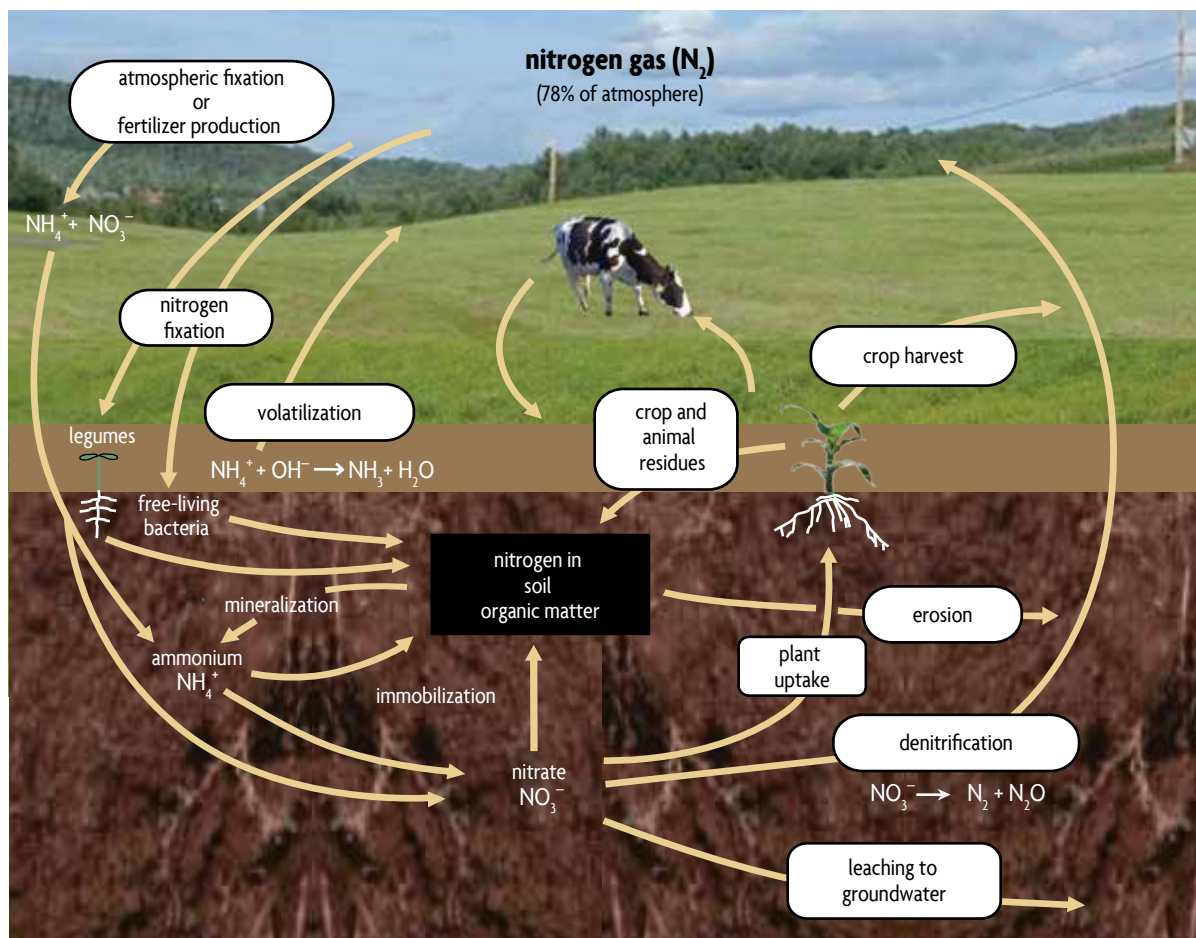 nitrogen gas (N₂)
(78% of atmosphere)
atmospheric fixation
or
fertilizer production
NH₄⁺ + NO₃⁻
nitrogen
fixation
crop harvest
volatilization
crop and
animal
residues
legumes
NH₄⁺ + OH⁻ → NH₃ + H₂O
free-living
bacteria
nitrogen in
soil
organic matter
mineralization
erosion
ammonium
NH₄⁺
plant
uptake
immobilization
denitrification
nitrate
NO₃⁻
NO₃⁻ → N₂ + N₂O
leaching to
groundwater